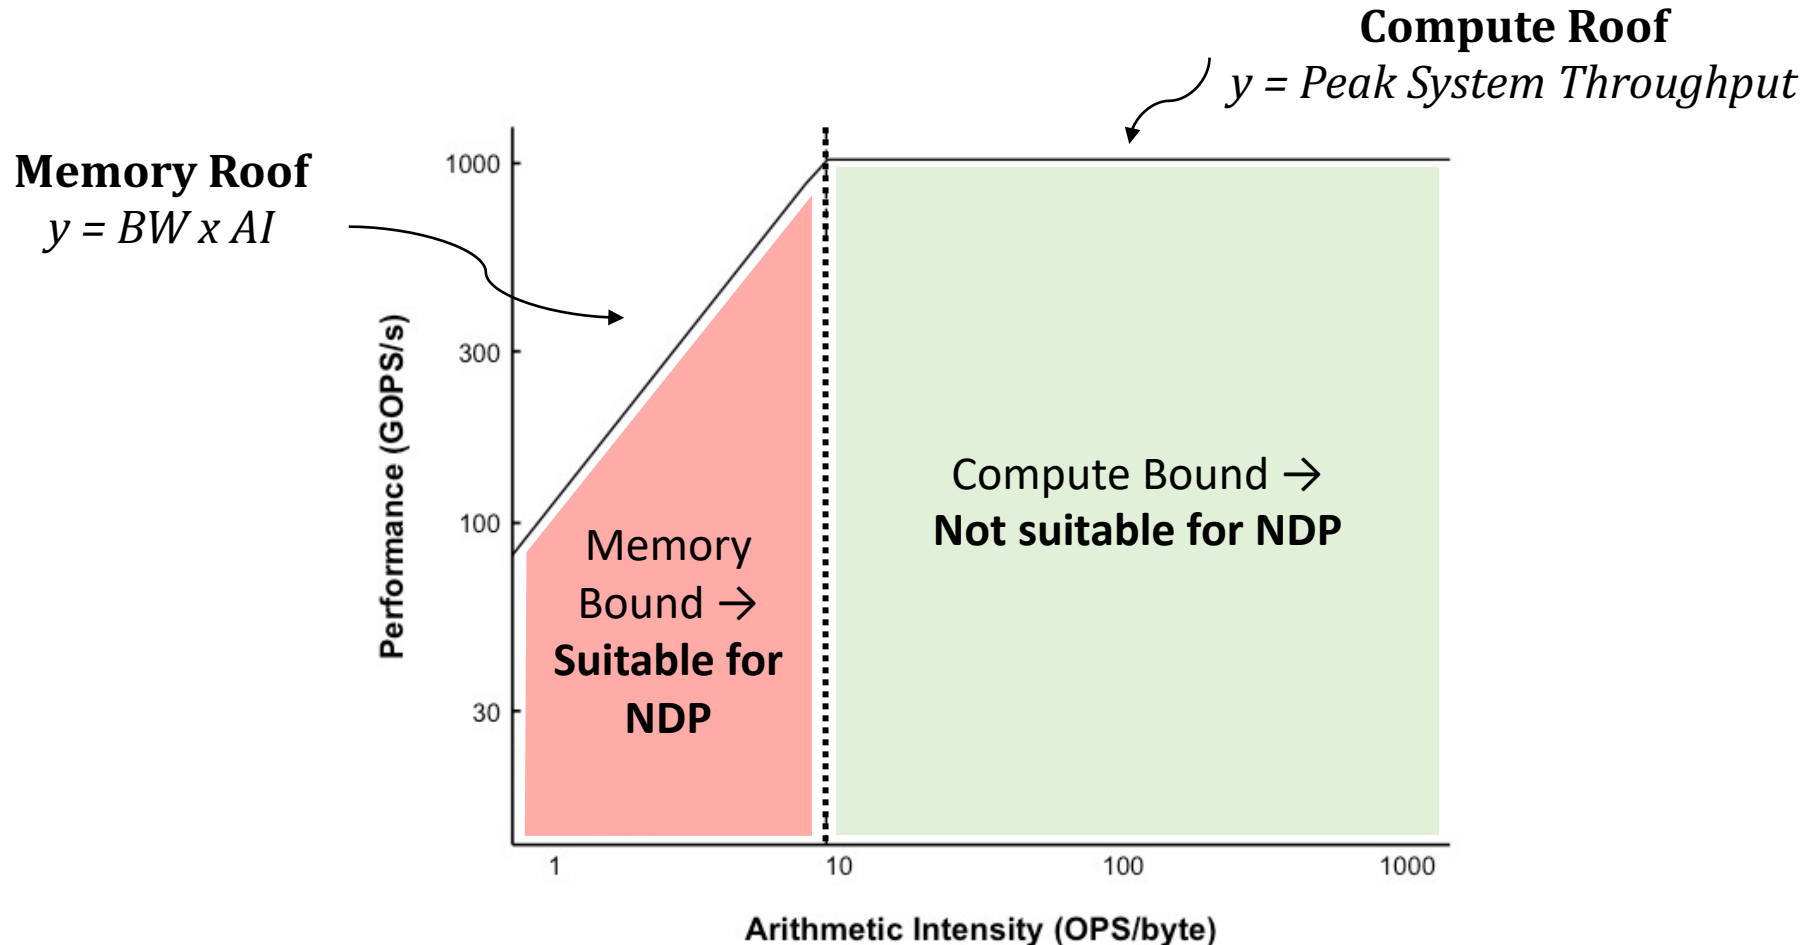 Compute Roof
y = Peak System Throughput
Memory Roof
y = BW x AI
Performance (GOPS/s)
1000
300
100
30
Memory
Bound →
Suitable for
NDP
Compute Bound →
Not suitable for NDP
1
10
100
1000
Arithmetic Intensity (OPS/byte)